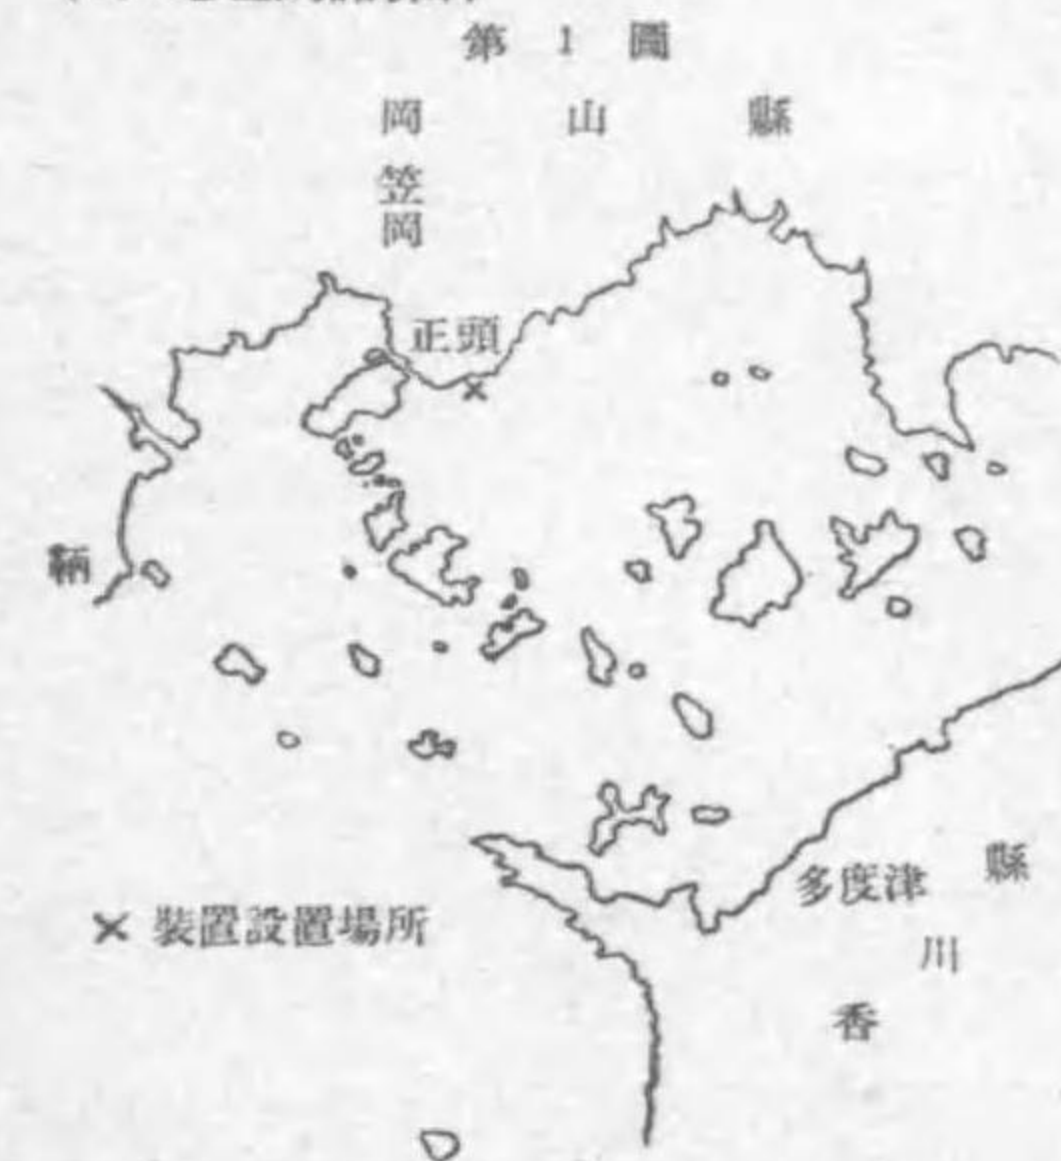 第 1 圖
岡 山 縣
笠岡
正頭
鞆
多度津
香川縣
× 裝置設置場所